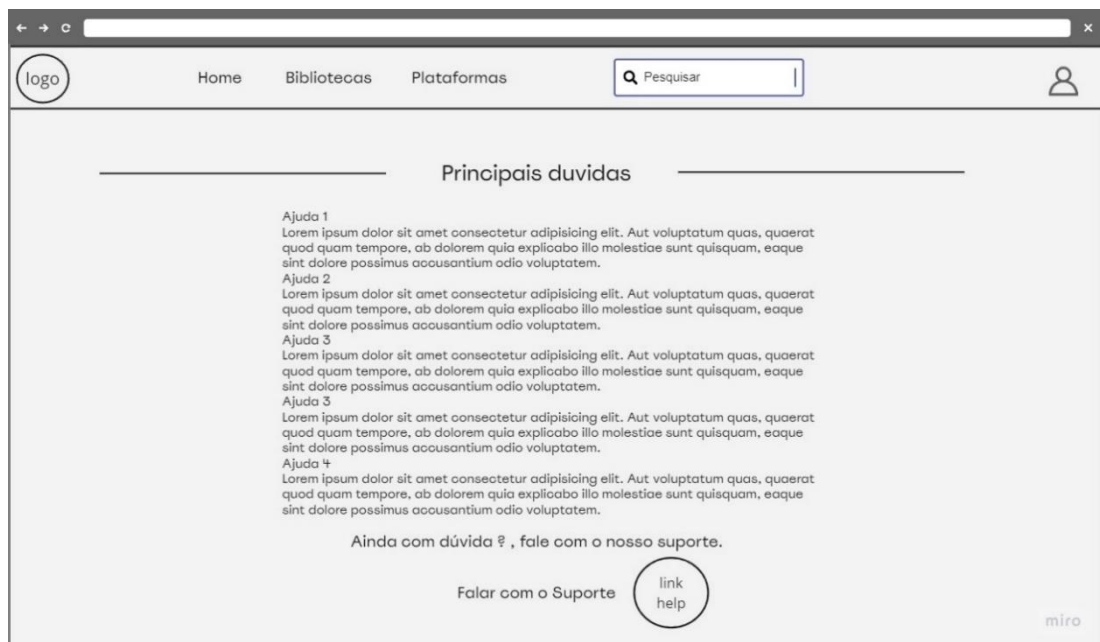 logo
Home
Bibliotecas
Plataformas
Pesquisar
Principais duvidas
Ajuda 1
Lorem ipsum dolor sit amet consectetur adipisicing elit. Aut voluptatum quas, quaerat
quod quam tempore, ab dolorem quia explicabo illo molestiae sunt quisquam, eaque
sint dolore possimus accusantium odio voluptatem.
Ajuda 2
Lorem ipsum dolor sit amet consectetur adipisicing elit. Aut voluptatum quas, quaerat
quod quam tempore, ab dolorem quia explicabo illo molestiae sunt quisquam, eaque
sint dolore possimus accusantium odio voluptatem.
Ajuda 3
Lorem ipsum dolor sit amet consectetur adipisicing elit. Aut voluptatum quas, quaerat
quod quam tempore, ab dolorem quia explicabo illo molestiae sunt quisquam, eaque
sint dolore possimus accusantium odio voluptatem.
Ajuda 3
Lorem ipsum dolor sit amet consectetur adipisicing elit. Aut voluptatum quas, quaerat
quod quam tempore, ab dolorem quia explicabo illo molestiae sunt quisquam, eaque
sint dolore possimus accusantium odio voluptatem.
Ajuda 4
Lorem ipsum dolor sit amet consectetur adipisicing elit. Aut voluptatum quas, quaerat
quod quam tempore, ab dolorem quia explicabo illo molestiae sunt quisquam, eaque
sint dolore possimus accusantium odio voluptatem.
Ainda com dúvida ? , fale com o nosso suporte.
Falar com o Suporte
link
help
miro